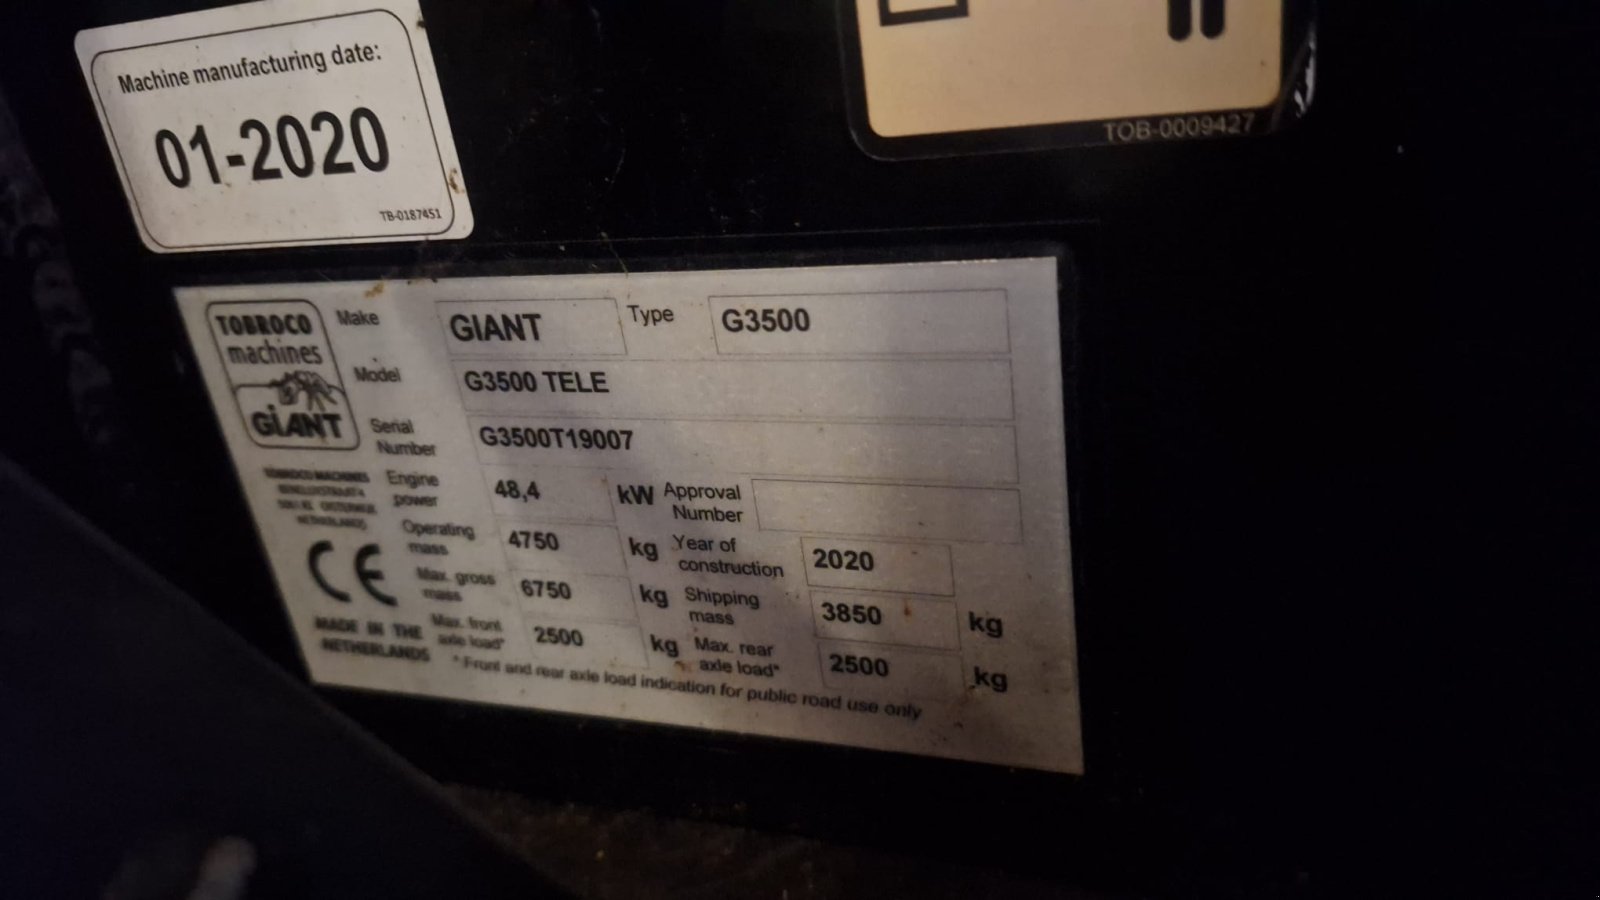 Machine manufacturing date:
01-2020
TB-0187451
TOB-0009427
TOBROCO
machines
GiANT
TOBROCO MACHINES
NETHERLANDS
CE
MADE IN THE
NETHERLANDS
Make GIANT Type G3500
Model G3500 TELE
Serial Number G3500T19007
Engine power 48,4 kW Approval Number
Operating mass 4750 kg Year of construction 2020
Max. gross mass 6750 kg Shipping mass 3850 kg
Max. front axle load* 2500 kg Max. rear axle load* 2500 kg
* Front and rear axle load indication for public road use only